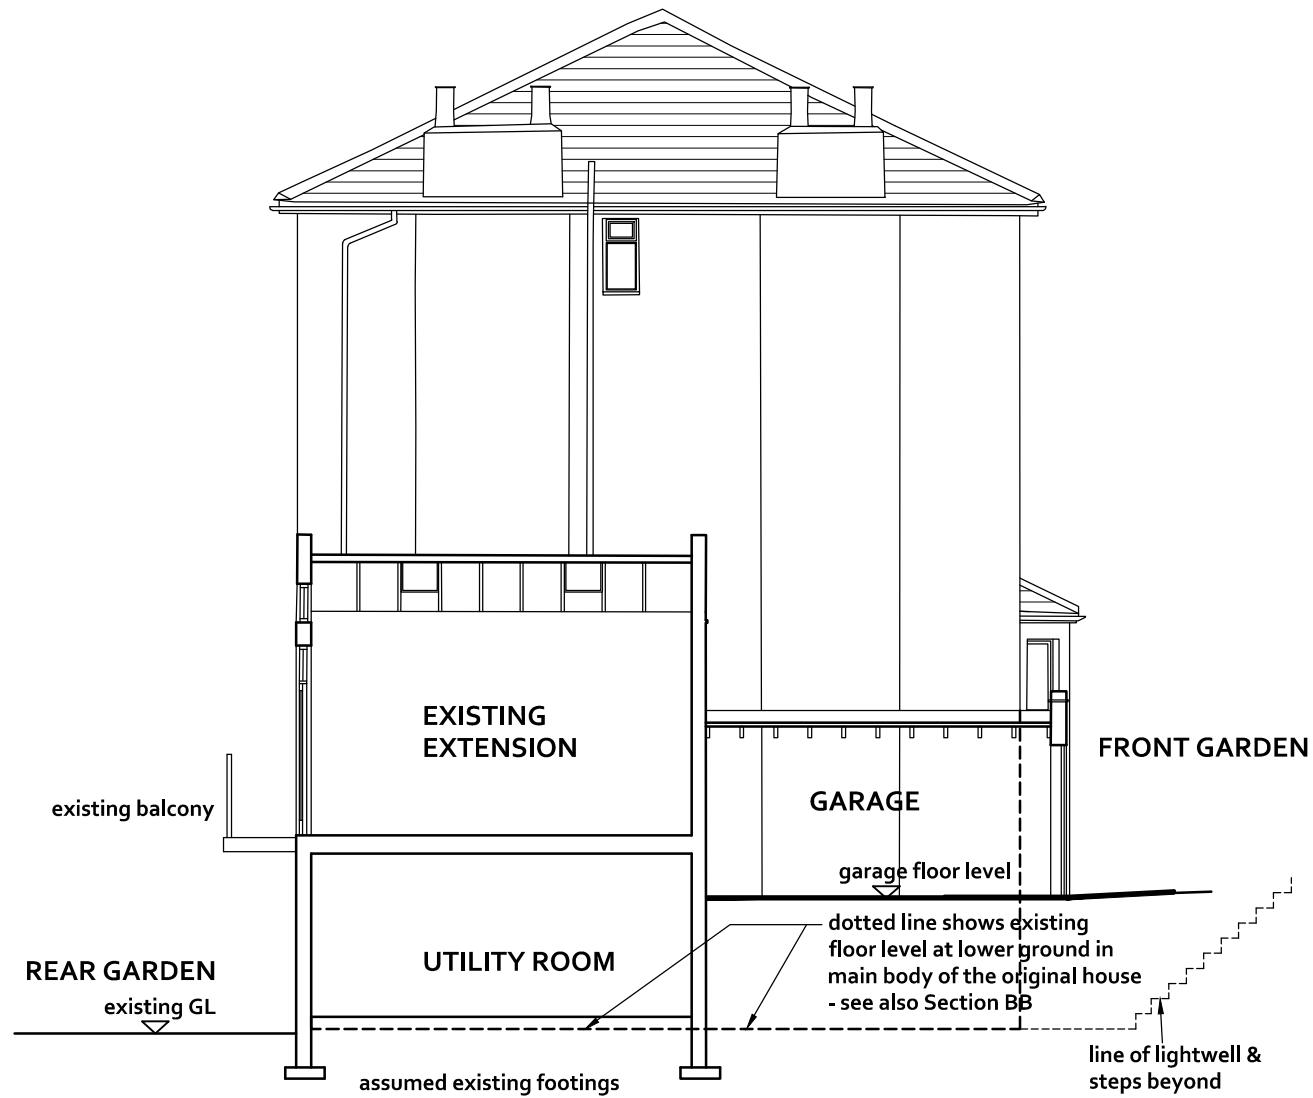 EXISTING
EXTENSION
FRONT GARDEN
existing balcony
GARAGE
garage floor level
dotted line shows existing
floor level at lower ground in
main body of the original house
- see also Section BB
UTILITY ROOM
REAR GARDEN
existing GL
line of lightwell &
steps beyond
assumed existing footings